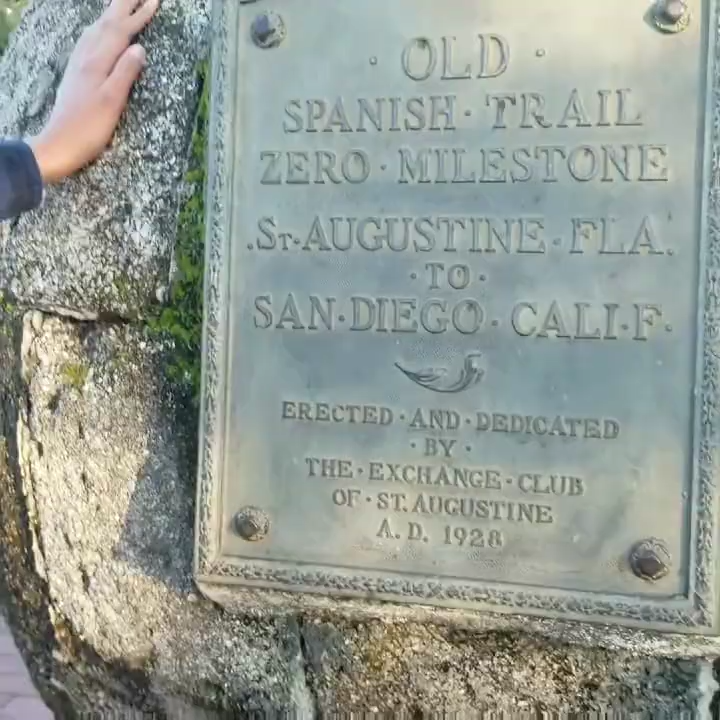 · OLD ·
SPANISH · TRAIL
ZERO · MILESTONE
· ST · AUGUSTINE · FLA ·
· TO ·
SAN · DIEGO · CALIF ·
ERECTED · AND · DEDICATED
· BY ·
THE · EXCHANGE · CLUB
OF · ST. AUGUSTINE
A. D. 1928